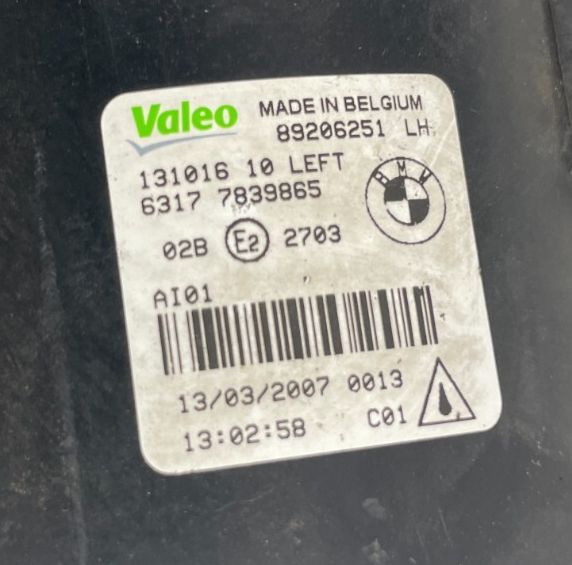 Valeo MADE IN BELGIUM
89206251 LH
131016 10 LEFT
6317 7839865
BMW
02B E2 2703
AI01
13/03/2007 0013
13:02:58 C01